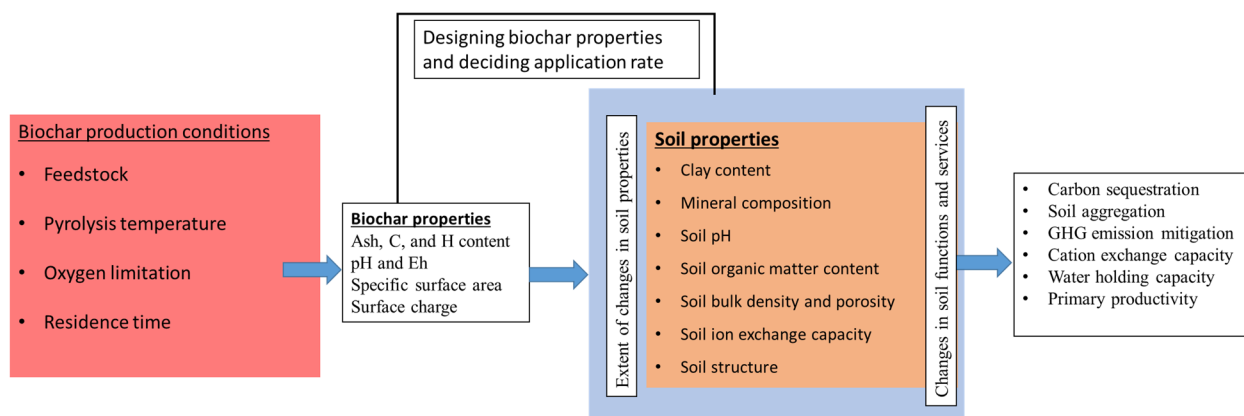 Designing biochar properties
and deciding application rate
Biochar production conditions
• Feedstock
• Pyrolysis temperature
• Oxygen limitation
• Residence time
Biochar properties
Ash, C, and H content
pH and Eh
Specific surface area
Surface charge
Extent of changes in soil properties
Soil properties
• Clay content
• Mineral composition
• Soil pH
• Soil organic matter content
• Soil bulk density and porosity
• Soil ion exchange capacity
• Soil structure
Changes in soil functions and services
• Carbon sequestration
• Soil aggregation
• GHG emission mitigation
• Cation exchange capacity
• Water holding capacity
• Primary productivity